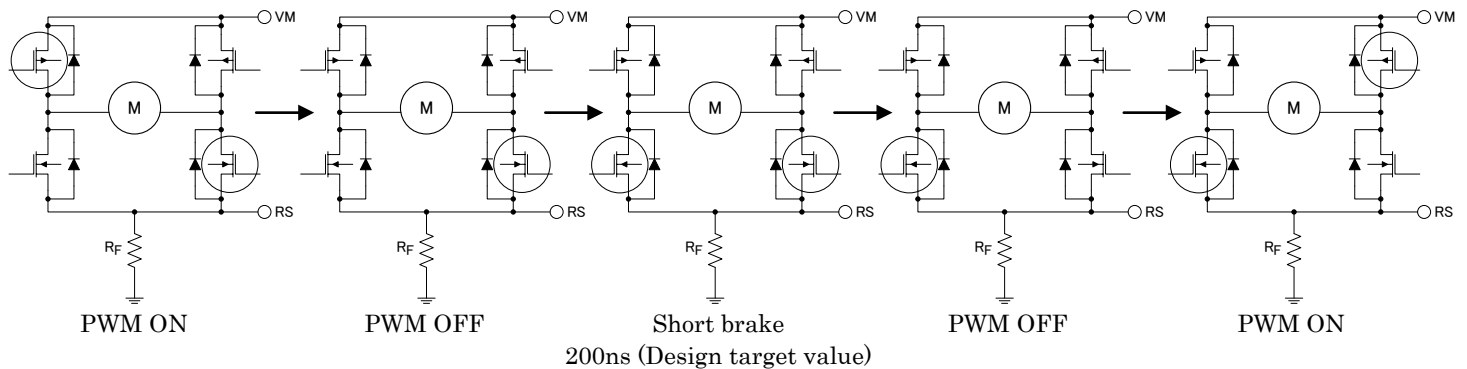 VM VM VM VM VM
M M M M M
RS RS RS RS RS
RF RF RF RF RF
PWM ON PWM OFF Short brake PWM OFF PWM ON
200ns (Design target value)